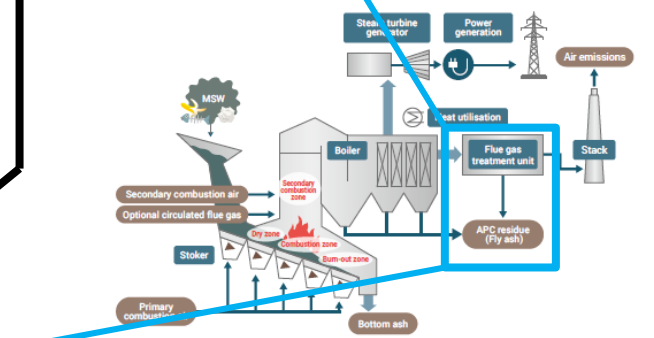 Steam turbine
generator
Power
generation
Air emissions
MSW
Heat utilisation
Boiler
Flue gas
treatment unit
Stack
Secondary
combustion
zone
Secondary combustion air
Optional circulated flue gas
Dry zone
Combustion zone
Burn-out zone
APC residue
(Fly ash)
Stoker
Primary
combustion
Bottom ash